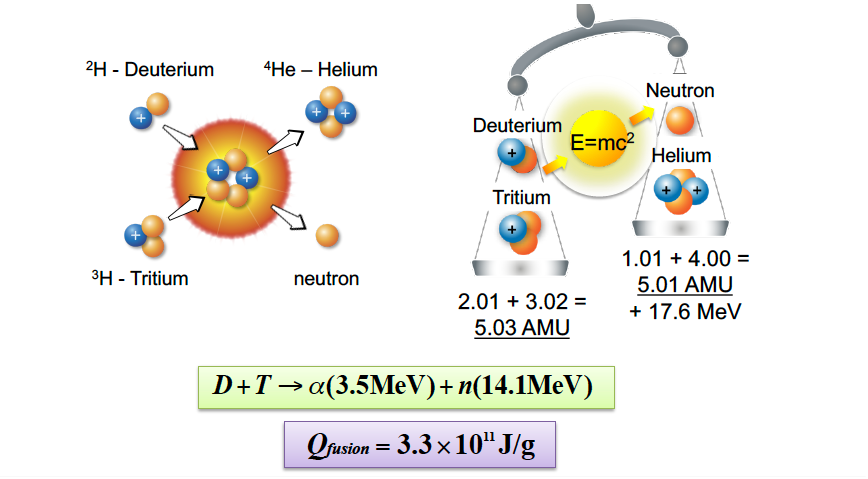 ²H - Deuterium
⁴He – Helium
+
+
+
+
+
+
³H - Tritium
neutron
Neutron
Deuterium
E=mc²
+
Helium
+
+
Tritium
+
1.01 + 4.00 =
5.01 AMU
+ 17.6 MeV
2.01 + 3.02 =
5.03 AMU
D + T → α(3.5MeV) + n(14.1MeV)
Qfusion = 3.3 × 10¹¹ J/g